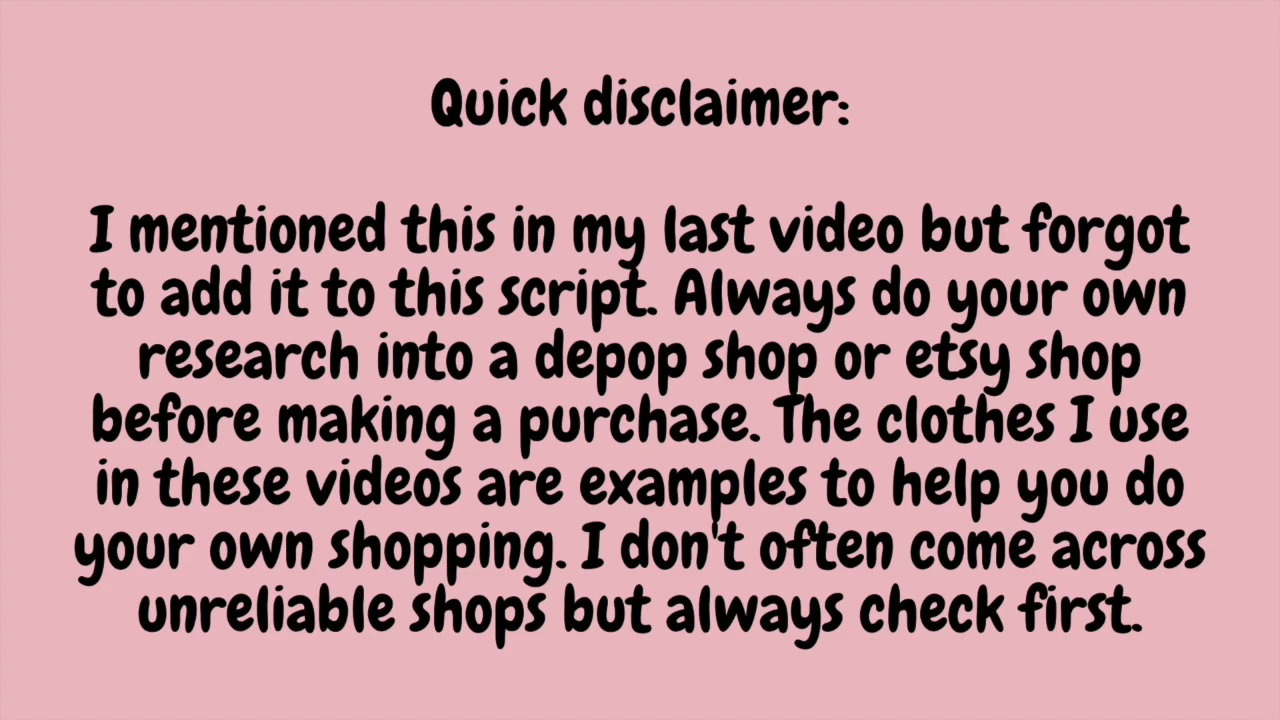 Quick disclaimer:
I mentioned this in my last video but forgot
to add it to this script. Always do your own
research into a depop shop or etsy shop
before making a purchase. The clothes I use
in these videos are examples to help you do
your own shopping. I don't often come across
unreliable shops but always check first.